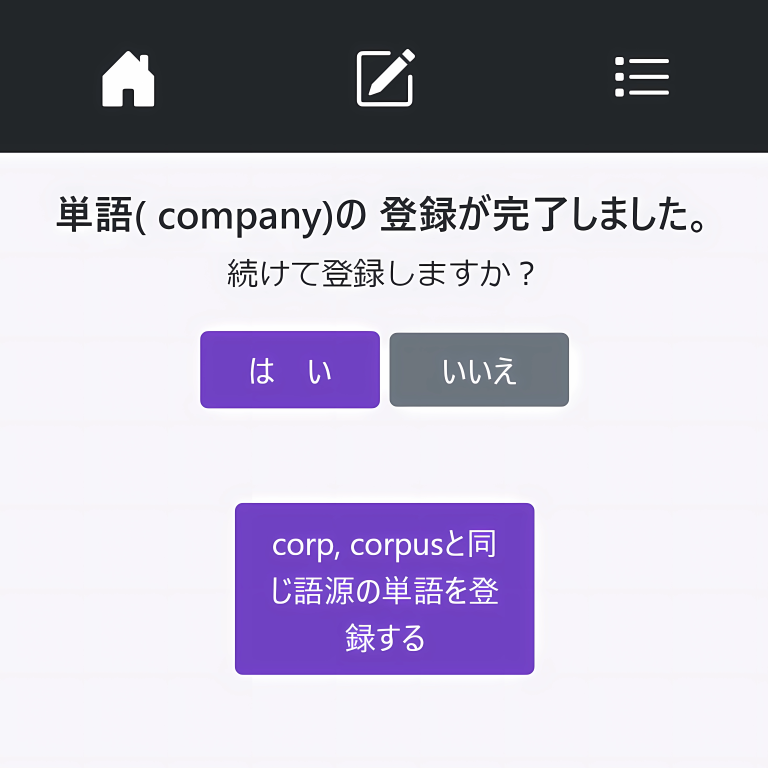 単語( company)の 登録が完了しました。
続けて登録しますか？
は　い
いいえ
corp, corpusと同
じ語源の単語を登
録する